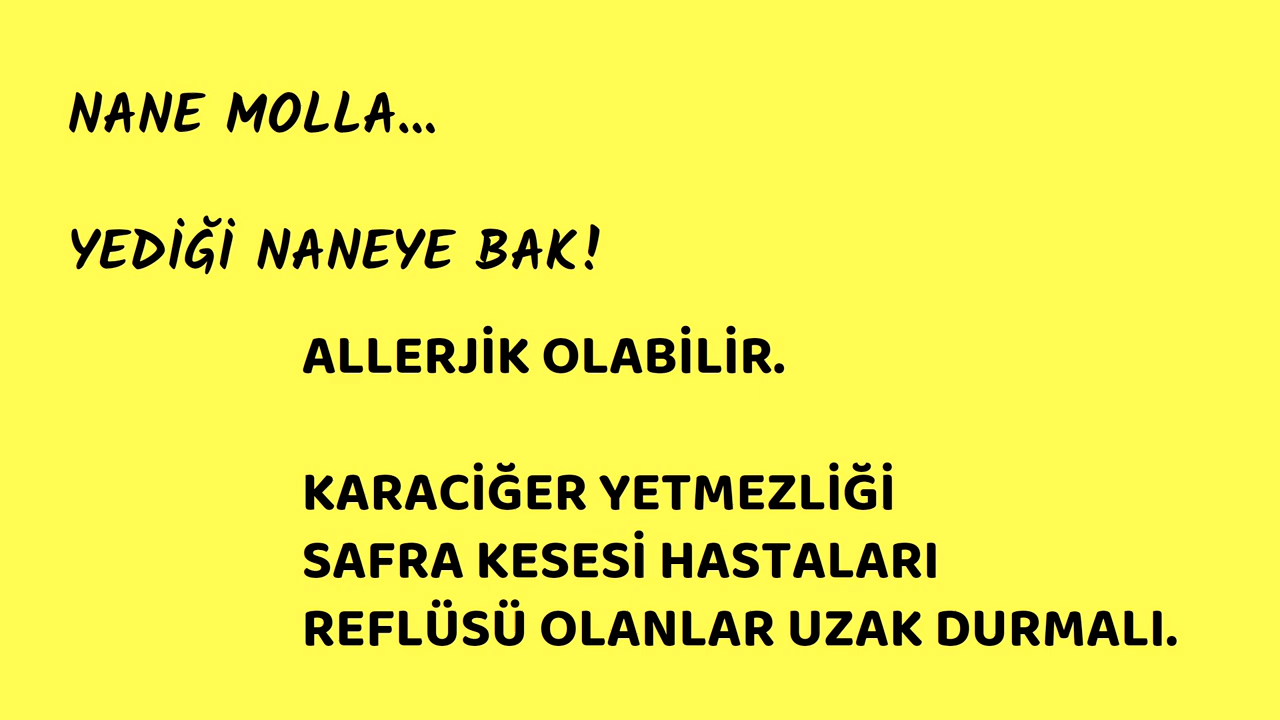 NANE MOLLA...
YEDİĞİ NANEYE BAK!
ALLERJİK OLABİLİR.
KARACİĞER YETMEZLİĞİ
SAFRA KESESİ HASTALARI
REFLÜSÜ OLANLAR UZAK DURMALI.